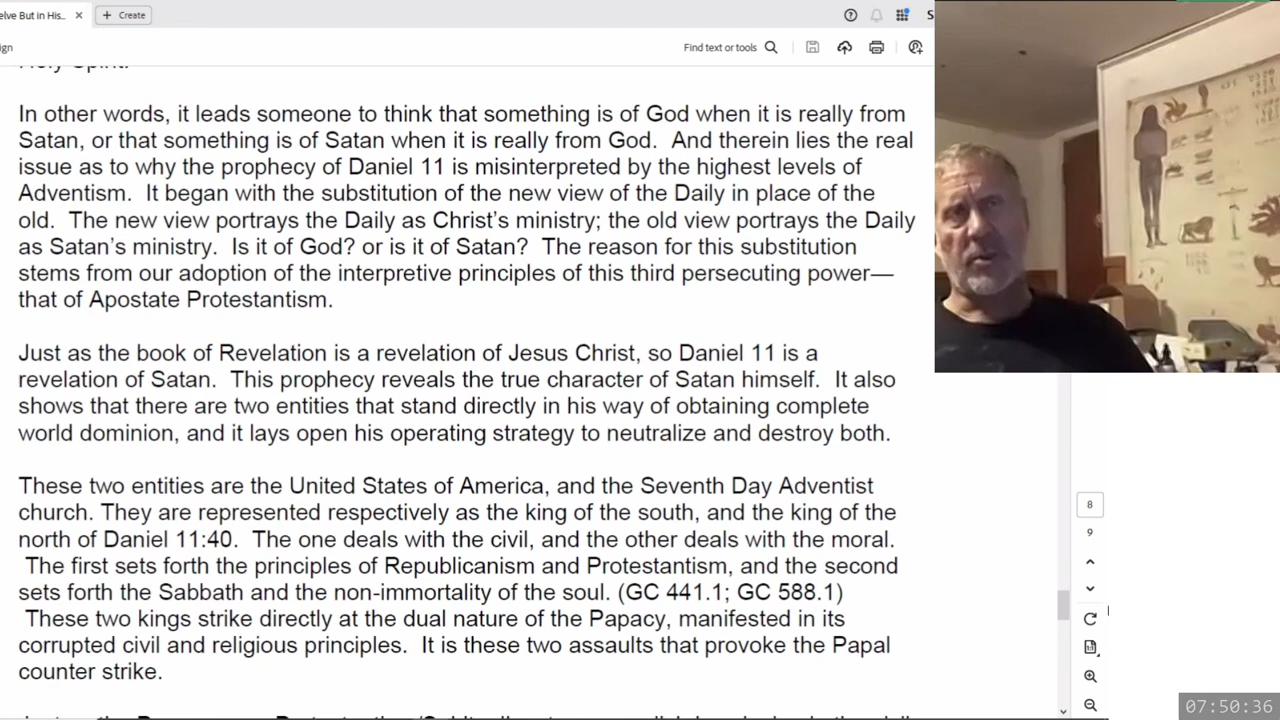 elve But in His...
Create
S
ign
Find text or tools
Holy Spirit.
In other words, it leads someone to think that something is of God when it is really from
Satan, or that something is of Satan when it is really from God.  And therein lies the real
issue as to why the prophecy of Daniel 11 is misinterpreted by the highest levels of
Adventism.  It began with the substitution of the new view of the Daily in place of the
old.  The new view portrays the Daily as Christ's ministry; the old view portrays the Daily
as Satan's ministry.  Is it of God? or is it of Satan?  The reason for this substitution
stems from our adoption of the interpretive principles of this third persecuting power—
that of Apostate Protestantism.
Just as the book of Revelation is a revelation of Jesus Christ, so Daniel 11 is a
revelation of Satan.  This prophecy reveals the true character of Satan himself.  It also
shows that there are two entities that stand directly in his way of obtaining complete
world dominion, and it lays open his operating strategy to neutralize and destroy both.
These two entities are the United States of America, and the Seventh Day Adventist
church. They are represented respectively as the king of the south, and the king of the
north of Daniel 11:40.  The one deals with the civil, and the other deals with the moral.
The first sets forth the principles of Republicanism and Protestantism, and the second
sets forth the Sabbath and the non-immortality of the soul. (GC 441.1; GC 588.1)
These two kings strike directly at the dual nature of the Papacy, manifested in its
corrupted civil and religious principles.  It is these two assaults that provoke the Papal
counter strike.
8
9
07:50:36